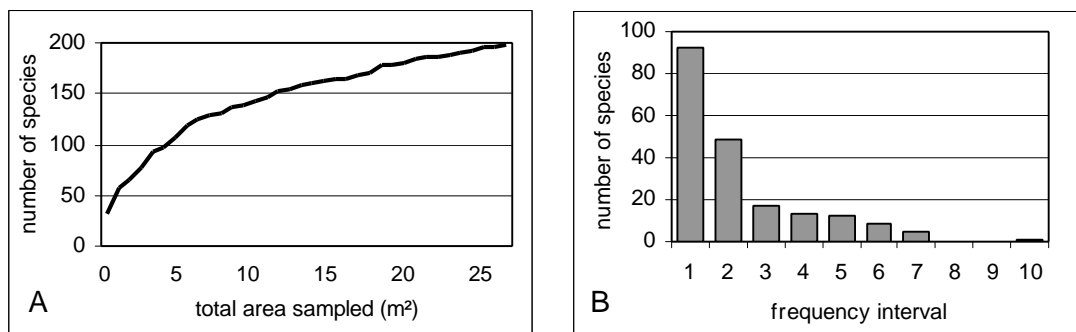 number of species
200
150
100
50
0
0 5 10 15 20 25
total area sampled (m²)
A
number of species
100
80
60
40
20
0
1 2 3 4 5 6 7 8 9 10
frequency interval
B